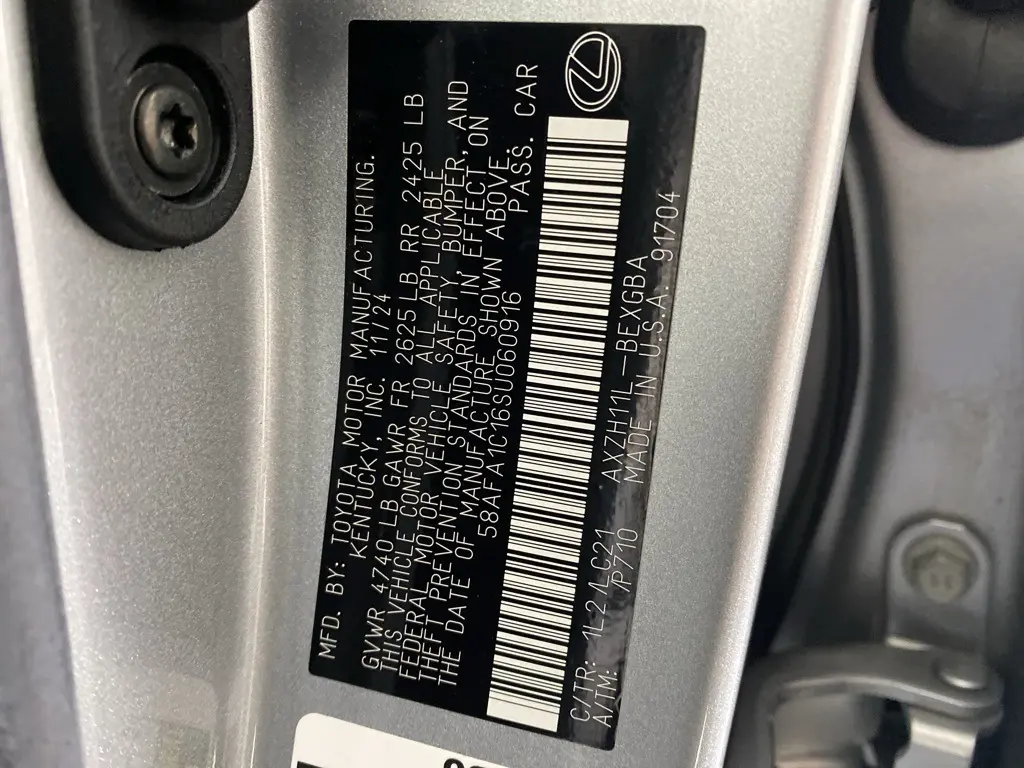 MFD. BY: TOYOTA MOTOR MANUFACTURING.
KENTUCKY, INC. 11/24
GVWR 4740 LB GAWR FR 2625 LB RR 2425 LB
THIS VEHICLE CONFORMS TO ALL APPLICABLE
FEDERAL MOTOR VEHICLE SAFETY, BUMPER, AND
THEFT PREVENTION STANDARDS IN EFFECT ON
THE DATE OF MANUFACTURE SHOWN ABOVE.
58AFA1C16SU060916 PASS. CAR
C/TR: 1L2/LC21 AXZH11L-BEXGBA
A/TM: /P710 MADE IN U.S.A. 91704